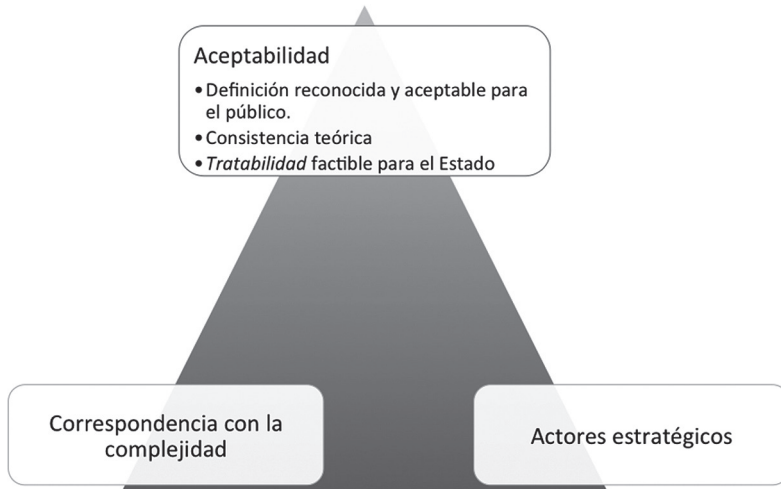 Aceptabilidad
•Definición reconocida y aceptable para
el público.
•Consistencia teórica
•Tratabilidad factible para el Estado
Correspondencia con la
complejidad
Actores estratégicos